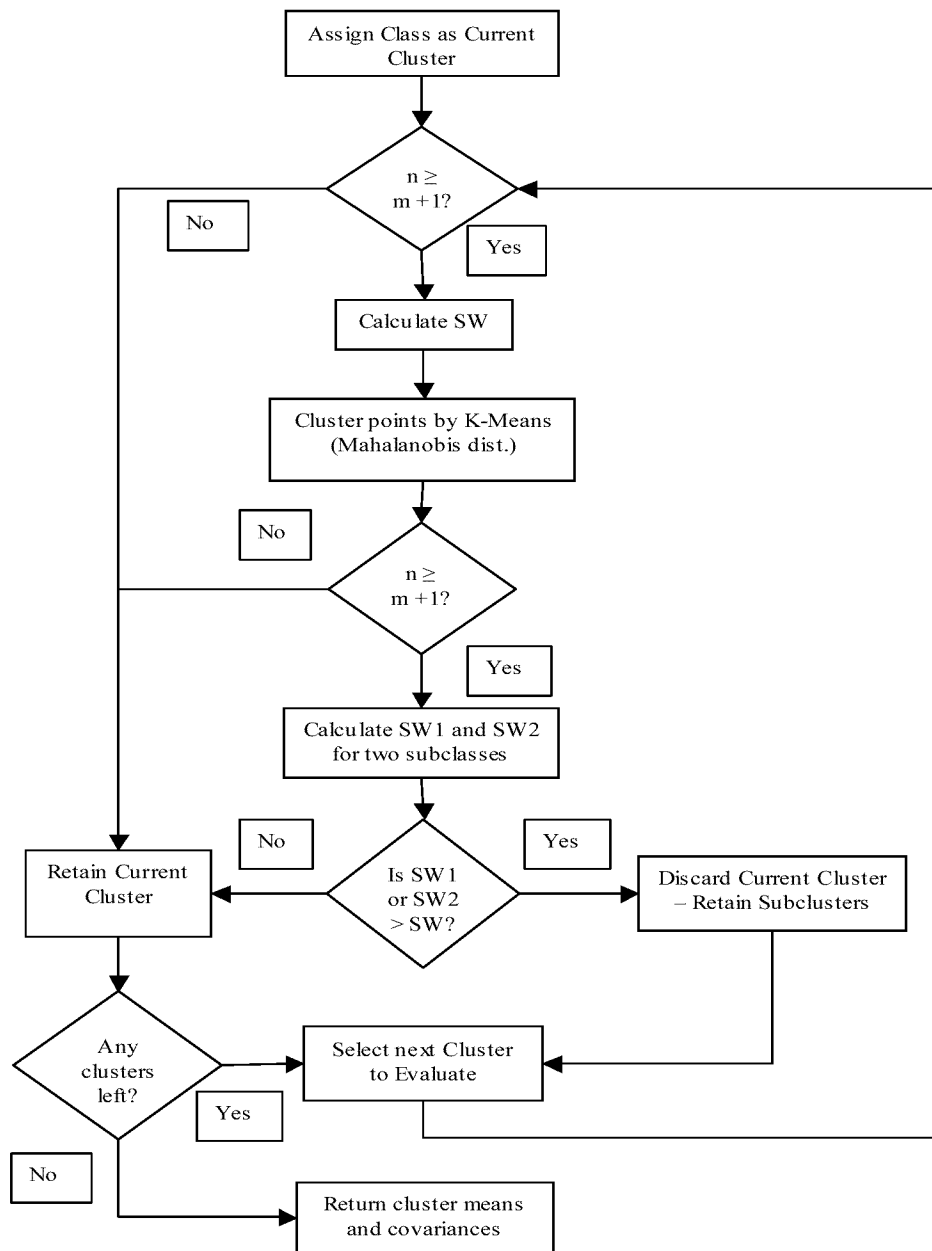 Assign Class as Current
Cluster
n ≥
m +1?
No
Yes
Calculate SW
Cluster points by K-Means
(Mahalanobis dist.)
No
n ≥
m +1?
Yes
Calculate SW1 and SW2
for two subclasses
No
Yes
Retain Current
Cluster
Is SW1
or SW2
> SW?
Discard Current Cluster
– Retain Subclusters
Any
clusters
left?
Select next Cluster
to Evaluate
Yes
No
Return cluster means
and covariances